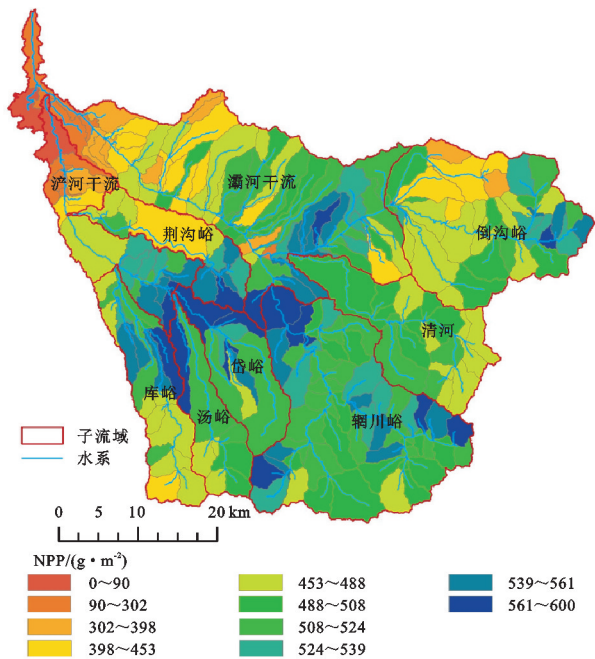 浐河干流
灞河干流
荆沟峪
倒沟峪
清河
岱峪
库峪
汤峪
辋川峪
子流域
水系
0 5 10 20 km
NPP/(g·m⁻²)
0～90
90～302
302～398
398～453
453～488
488～508
508～524
524～539
539～561
561～600